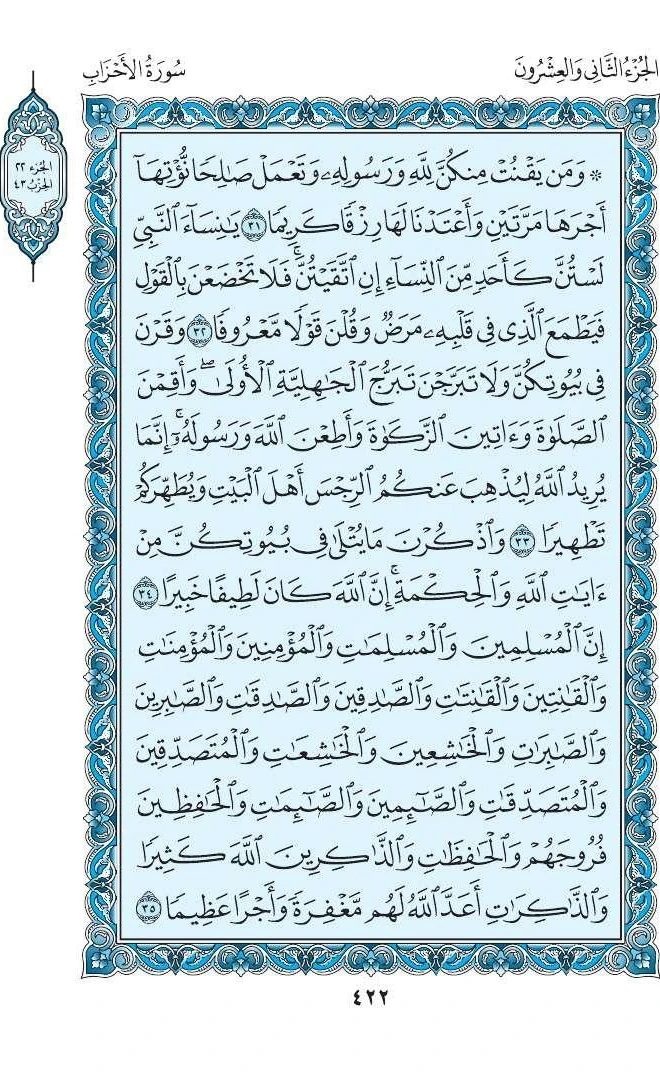 الجزء الثاني والعشرون
سورة الأحزاب
الجزء ٢٢
الحزب ٤٣
۞ وَمَن يَقْنُتْ مِنكُنَّ لِلَّهِ وَرَسُولِهِۦ وَتَعْمَلْ صَٰلِحًا نُّؤْتِهَآ
أَجْرَهَا مَرَّتَيْنِ وَأَعْتَدْنَا لَهَا رِزْقًا كَرِيمًا ٣١ يَٰنِسَآءَ ٱلنَّبِيِّ
لَسْتُنَّ كَأَحَدٍ مِّنَ ٱلنِّسَآءِ إِنِ ٱتَّقَيْتُنَّۚ فَلَا تَخْضَعْنَ بِٱلْقَوْلِ
فَيَطْمَعَ ٱلَّذِى فِى قَلْبِهِۦ مَرَضٌ وَقُلْنَ قَوْلًا مَّعْرُوفًا ٣٢ وَقَرْنَ
فِى بُيُوتِكُنَّ وَلَا تَبَرَّجْنَ تَبَرُّجَ ٱلْجَٰهِلِيَّةِ ٱلْأُولَىٰۖ وَأَقِمْنَ
ٱلصَّلَوٰةَ وَءَاتِينَ ٱلزَّكَوٰةَ وَأَطِعْنَ ٱللَّهَ وَرَسُولَهُۥٓۚ إِنَّمَا
يُرِيدُ ٱللَّهُ لِيُذْهِبَ عَنكُمُ ٱلرِّجْسَ أَهْلَ ٱلْبَيْتِ وَيُطَهِّرَكُمْ
تَطْهِيرًا ٣٣ وَٱذْكُرْنَ مَا يُتْلَىٰ فِى بُيُوتِكُنَّ مِنْ
ءَايَٰتِ ٱللَّهِ وَٱلْحِكْمَةِۚ إِنَّ ٱللَّهَ كَانَ لَطِيفًا خَبِيرًا ٣٤
إِنَّ ٱلْمُسْلِمِينَ وَٱلْمُسْلِمَٰتِ وَٱلْمُؤْمِنِينَ وَٱلْمُؤْمِنَٰتِ
وَٱلْقَٰنِتِينَ وَٱلْقَٰنِتَٰتِ وَٱلصَّٰدِقِينَ وَٱلصَّٰدِقَٰتِ وَٱلصَّٰبِرِينَ
وَٱلصَّٰبِرَٰتِ وَٱلْخَٰشِعِينَ وَٱلْخَٰشِعَٰتِ وَٱلْمُتَصَدِّقِينَ
وَٱلْمُتَصَدِّقَٰتِ وَٱلصَّٰٓئِمِينَ وَٱلصَّٰٓئِمَٰتِ وَٱلْحَٰفِظِينَ
فُرُوجَهُمْ وَٱلْحَٰفِظَٰتِ وَٱلذَّٰكِرِينَ ٱللَّهَ كَثِيرًا
وَٱلذَّٰكِرَٰتِ أَعَدَّ ٱللَّهُ لَهُم مَّغْفِرَةً وَأَجْرًا عَظِيمًا ٣٥
٤٢٢